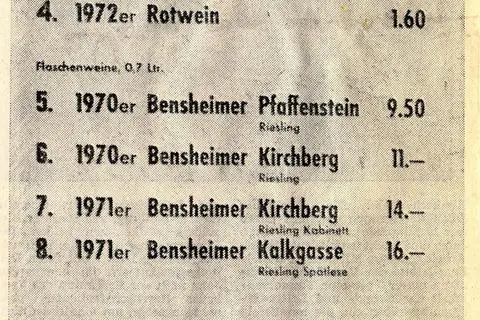 4. 1972er Rotwein 1.60
Flaschenweine, 0,7 Ltr.
5. 1970er Bensheimer Pfaffenstein 9.50
Riesling
6. 1970er Bensheimer Kirchberg 11.—
Riesling
7. 1971er Bensheimer Kirchberg 14.—
Riesling Kabinett
8. 1971er Bensheimer Kalkgasse 16.—
Riesling Spätlese